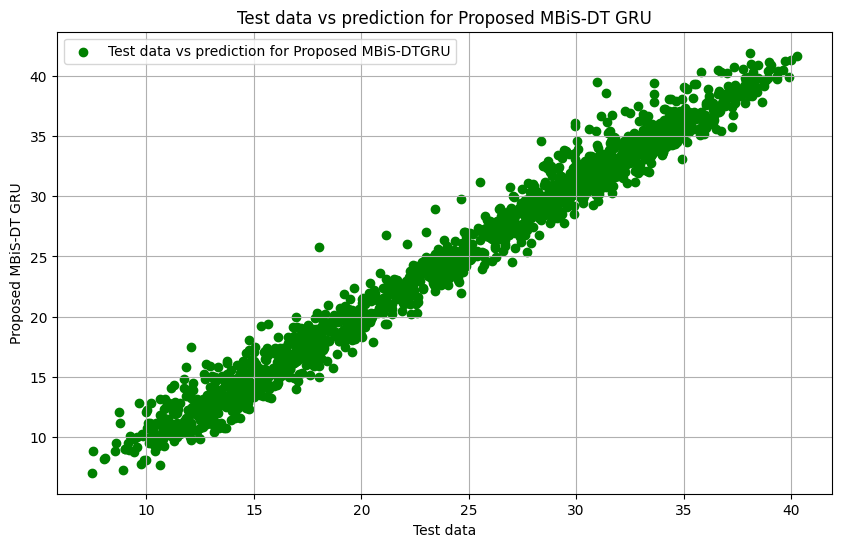 Test data vs prediction for Proposed MBiS-DT GRU
Test data vs prediction for Proposed MBiS-DTGRU
Proposed MBiS-DT GRU
40
35
30
25
20
15
10
10 15 20 25 30 35 40
Test data